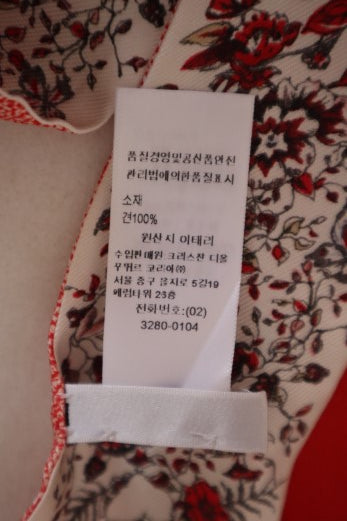 품질경영및공산품안전
관리법에의한품질표시
소재
견100%
원산지 이태리
수입판매원 크리스챤 디올
꾸뛰르 코리아㈜
서울 중구 을지로 5길19
페럼타워 23층
전화번호:(02)
3280-0104